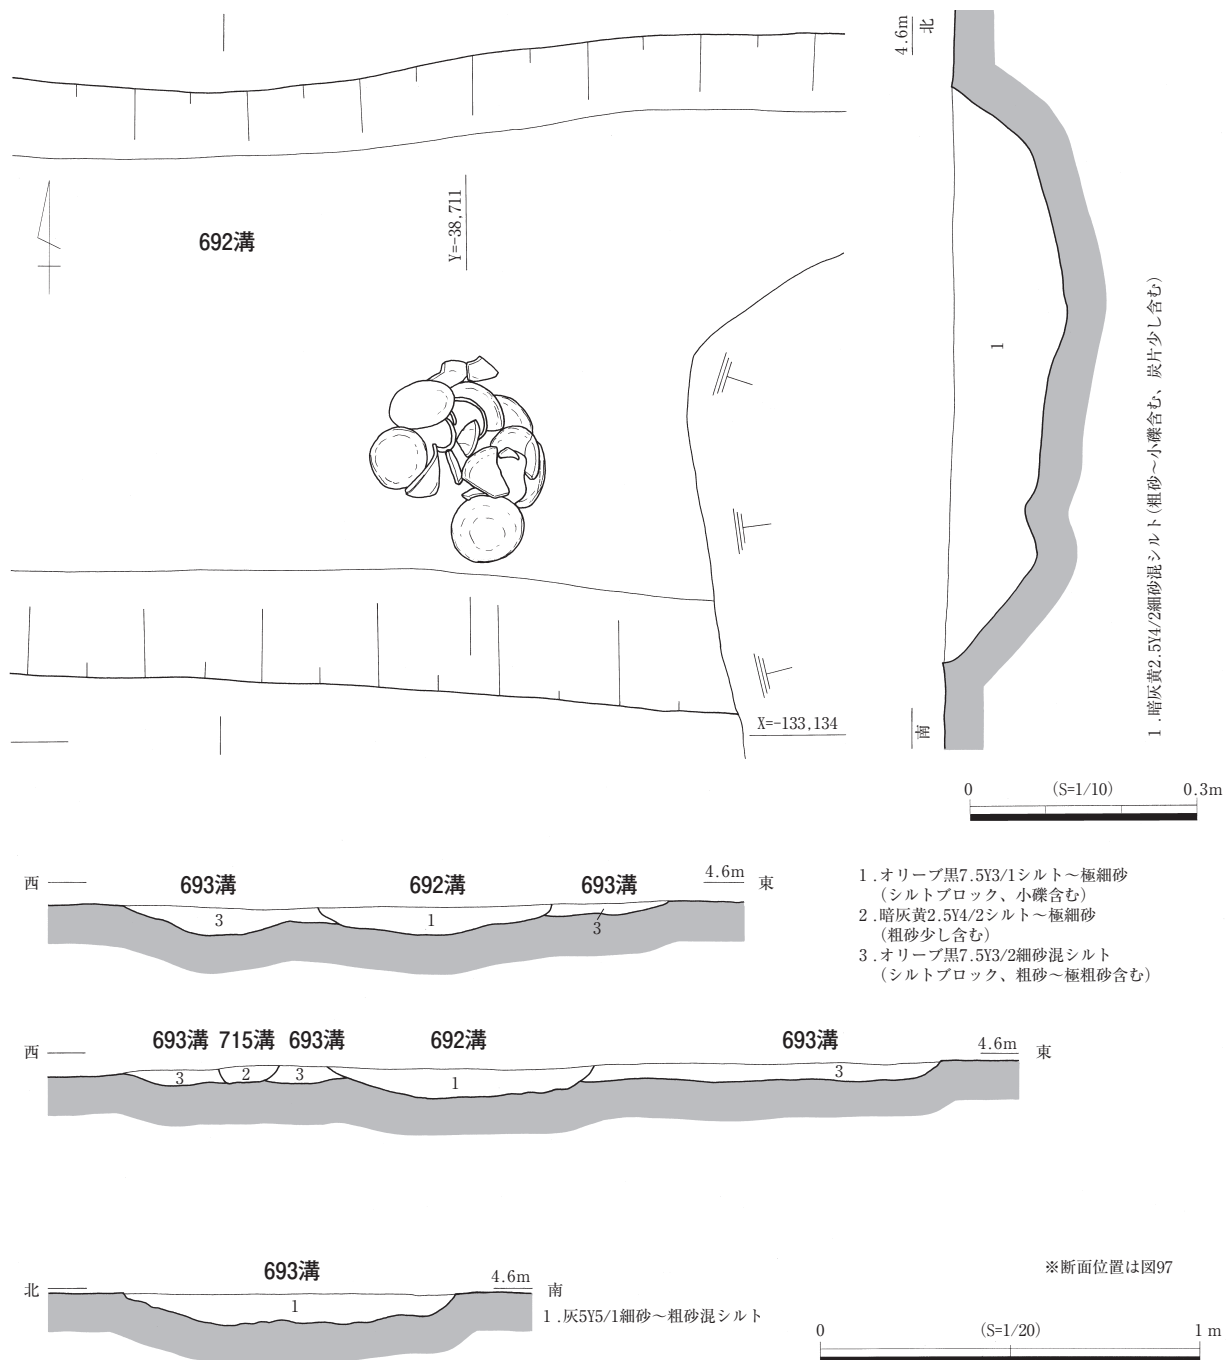 4.6m
北
692溝
Y=-38,711
1
1.暗灰黄2.5Y4/2細砂混シルト(粗砂～小礫含む、炭片少し含む)
X=-133,134
南
0 (S=1/10) 0.3m
西 693溝 692溝 693溝 4.6m 東
3 1 3
1.オリーブ黒7.5Y3/1シルト～極細砂
(シルトブロック、小礫含む)
2.暗灰黄2.5Y4/2シルト～極細砂
(粗砂少し含む)
3.オリーブ黒7.5Y3/2細砂混シルト
(シルトブロック、粗砂～極粗砂含む)
西 693溝 715溝 693溝 692溝 693溝 4.6m 東
3 2 3 1 3
北 693溝 4.6m 南
1
1.灰5Y5/1細砂～粗砂混シルト
※断面位置は図97
0 (S=1/20) 1m